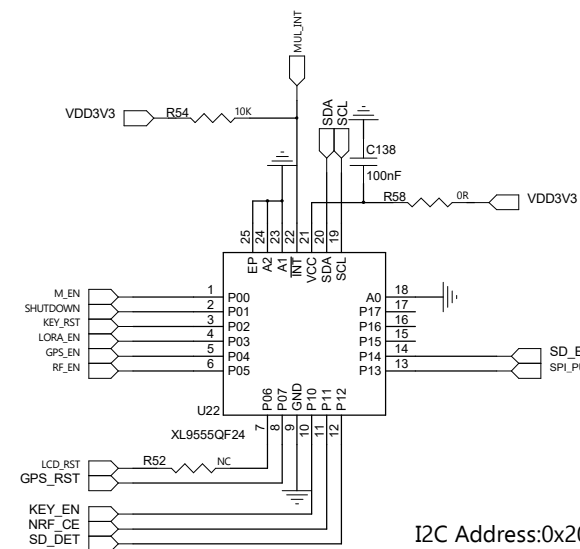 MUL_INT
VDD3V3
R54
10K
SDA
SCL
C138
100nF
R58
0R
VDD3V3
25
24
23
22
21
20
19
EP
A2
A1
INT
VCC
SDA
SCL
M_EN
1
P00
A0
18
SHUTDOWN
2
P01
P17
17
KEY_RST
3
P02
P16
16
LORA_EN
4
P03
P15
15
GPS_EN
5
P04
P14
14
RF_EN
6
P05
P13
13
P06
P07
GND
P10
P11
P12
U22
7
8
9
10
11
12
XL9555QF24
LCD_RST
R52
NC
GPS_RST
KEY_EN
NRF_CE
SD_DET